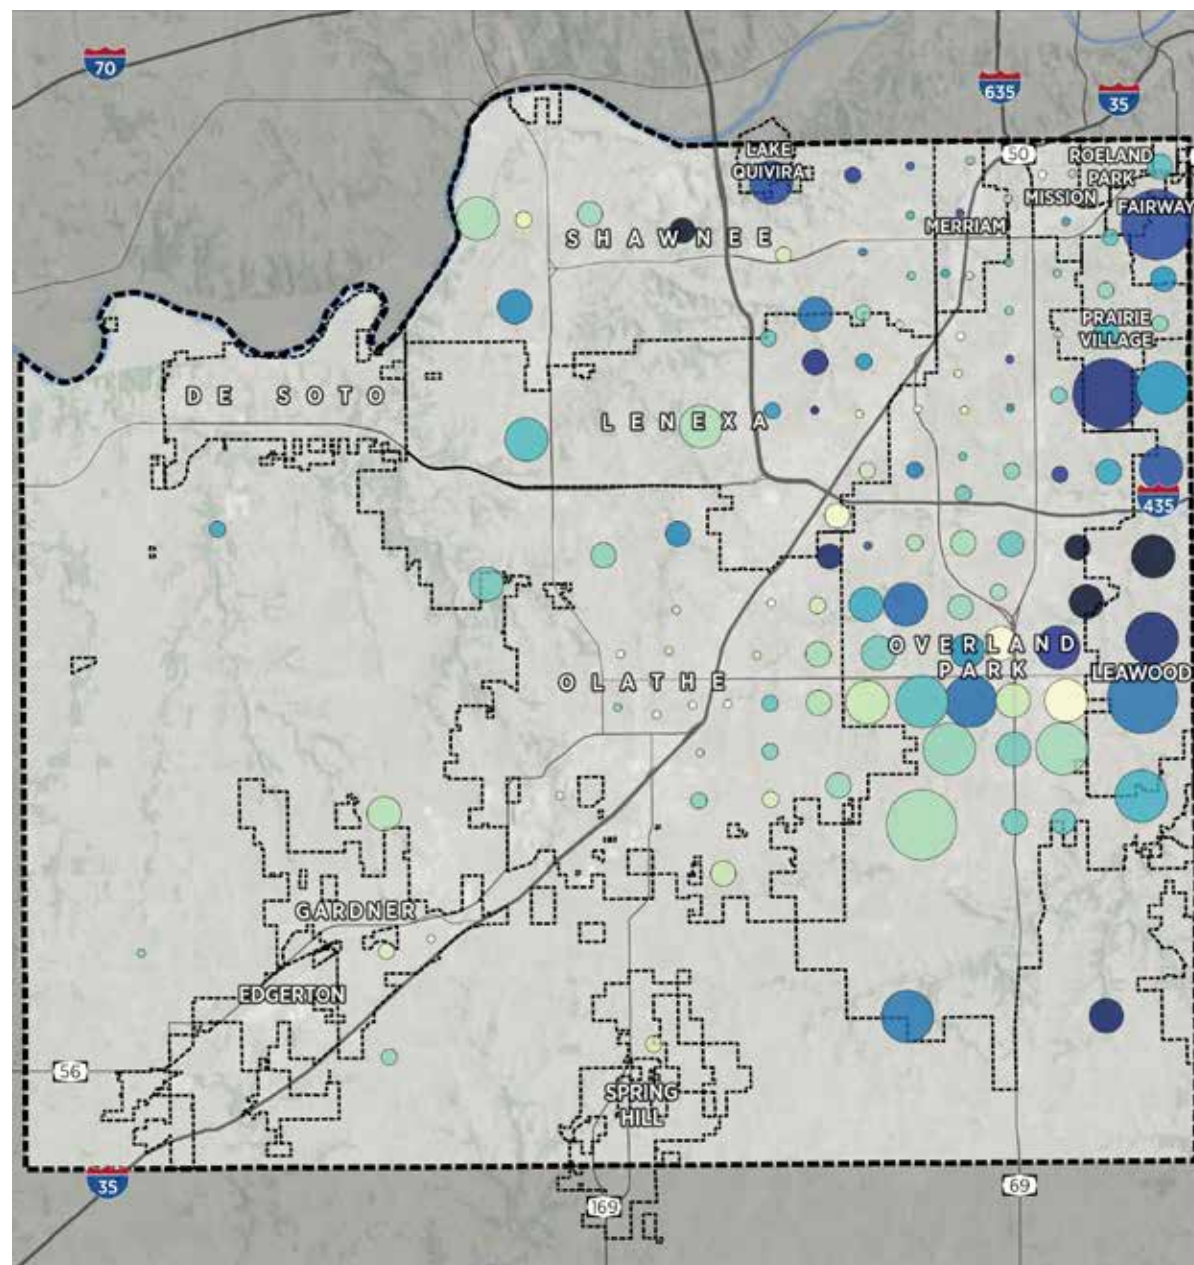 70
635
35
50
LAKE
QUIVIRA
ROELAND
PARK
MISSION
FAIRWAY
MERRIAM
SHAWNEE
PRAIRIE
VILLAGE
DE SOTO
LENEXA
435
OVERLAND
PARK
LEAWOOD
OLATHE
GARDNER
EDGERTON
56
SPRING
HILL
35
169
69